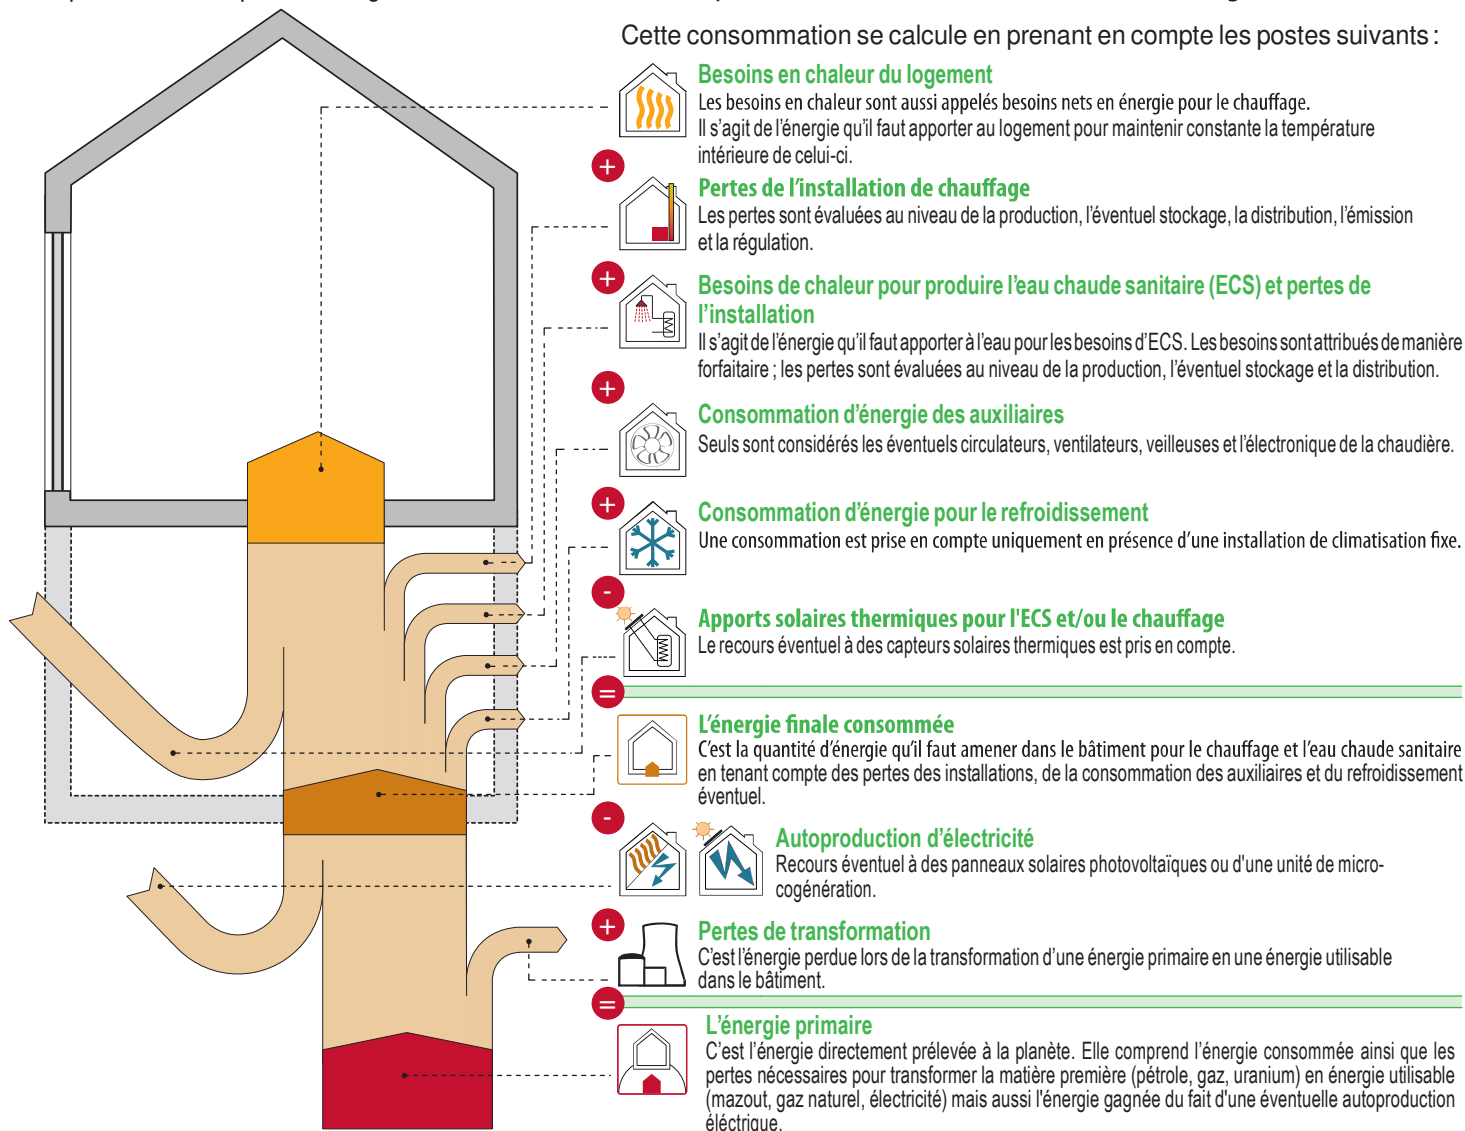 Cette consommation se calcule en prenant en compte les postes suivants :
Besoins en chaleur du logement
Les besoins en chaleur sont aussi appelés besoins nets en énergie pour le chauffage.
Il s'agit de l'énergie qu'il faut apporter au logement pour maintenir constante la température
intérieure de celui-ci.
+
Pertes de l'installation de chauffage
Les pertes sont évaluées au niveau de la production, l'éventuel stockage, la distribution, l'émission
et la régulation.
+
Besoins de chaleur pour produire l'eau chaude sanitaire (ECS) et pertes de
l'installation
Il s'agit de l'énergie qu'il faut apporter à l'eau pour les besoins d'ECS. Les besoins sont attribués de manière
forfaitaire ; les pertes sont évaluées au niveau de la production, l'éventuel stockage et la distribution.
+
Consommation d'énergie des auxiliaires
Seuls sont considérés les éventuels circulateurs, ventilateurs, veilleuses et l'électronique de la chaudière.
+
Consommation d'énergie pour le refroidissement
Une consommation est prise en compte uniquement en présence d'une installation de climatisation fixe.
-
Apports solaires thermiques pour l'ECS et/ou le chauffage
Le recours éventuel à des capteurs solaires thermiques est pris en compte.
=
L'énergie finale consommée
C'est la quantité d'énergie qu'il faut amener dans le bâtiment pour le chauffage et l'eau chaude sanitaire
en tenant compte des pertes des installations, de la consommation des auxiliaires et du refroidissement
éventuel.
-
Autoproduction d'électricité
Recours éventuel à des panneaux solaires photovoltaïques ou d'une unité de micro-
cogénération.
+
Pertes de transformation
C'est l'énergie perdue lors de la transformation d'une énergie primaire en une énergie utilisable
dans le bâtiment.
=
L'énergie primaire
C'est l'énergie directement prélevée à la planète. Elle comprend l'énergie consommée ainsi que les
pertes nécessaires pour transformer la matière première (pétrole, gaz, uranium) en énergie utilisable
(mazout, gaz naturel, électricité) mais aussi l'énergie gagnée du fait d'une éventuelle autoproduction
éléctrique.